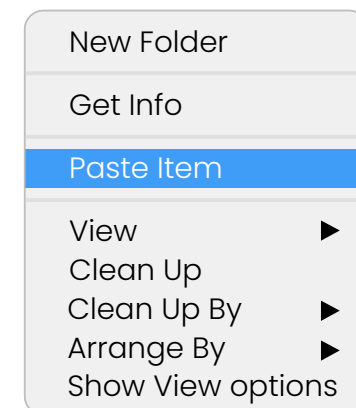 New Folder
Get Info
Paste Item
View
Clean Up
Clean Up By
Arrange By
Show View options